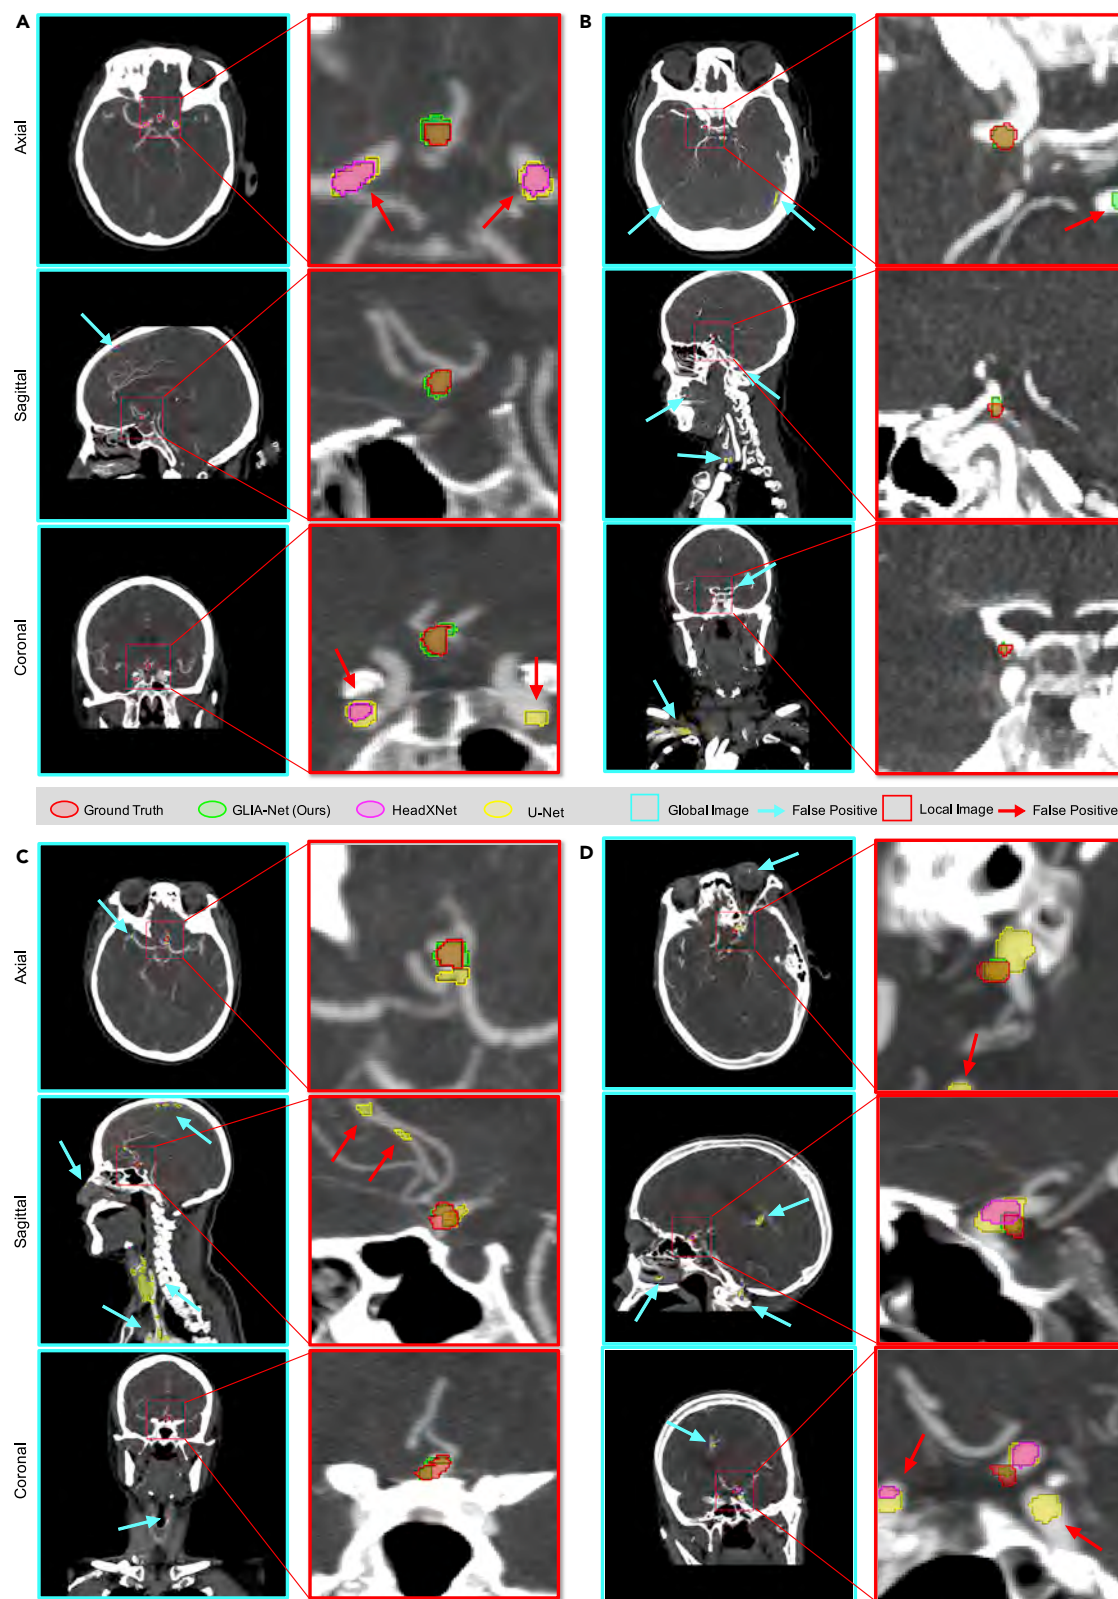 A
B
Axial
Sagittal
Coronal
Ground Truth GLIA-Net (Ours) HeadXNet U-Net Global Image False Positive Local Image False Positive
C
D
Axial
Sagittal
Coronal